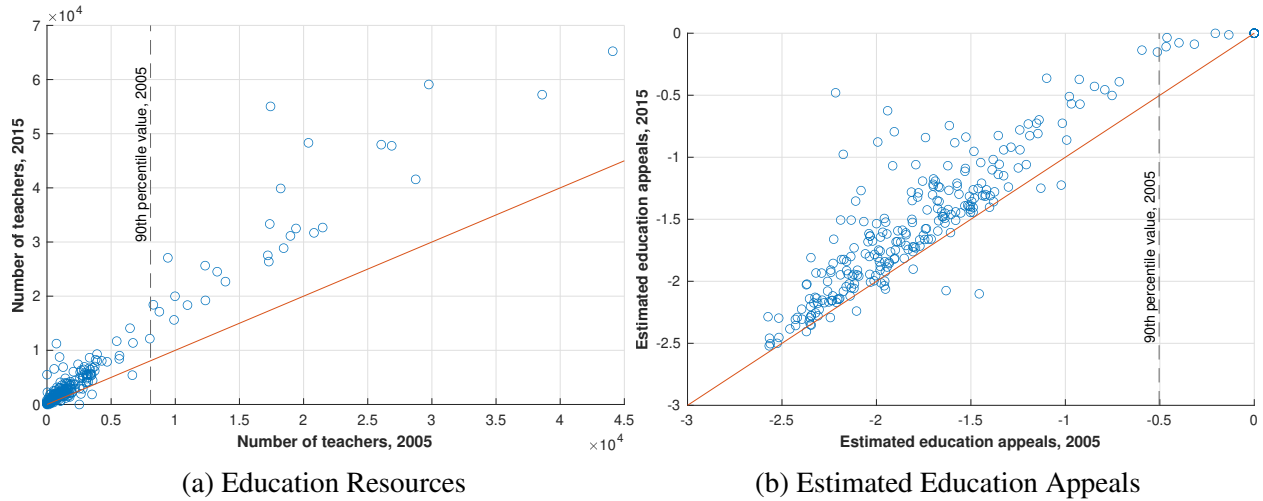 ×10⁴
7
6
5
4
3
2
1
0
Number of teachers, 2015
90th percentile value, 2005
0 0.5 1 1.5 2 2.5 3 3.5 4 4.5
Number of teachers, 2005
×10⁴
(a) Education Resources
0
-0.5
-1
-1.5
-2
-2.5
-3
Estimated education appeals, 2015
90th percentile value, 2005
-3 -2.5 -2 -1.5 -1 -0.5 0
Estimated education appeals, 2005
(b) Estimated Education Appeals